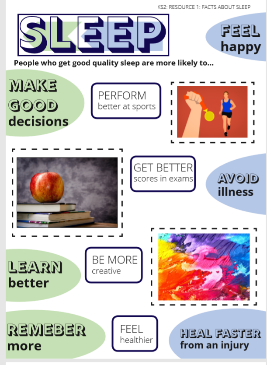 KS2: RESOURCE 1: FACTS ABOUT SLEEP
SLEEP
FEEL
happy
People who get good quality sleep are more likely to...
MAKE
GOOD
decisions
PERFORM
better at sports
GET BETTER
scores in exams
AVOID
illness
LEARN
better
BE MORE
creative
REMEBER
more
FEEL
healthier
HEAL FASTER
from an injury